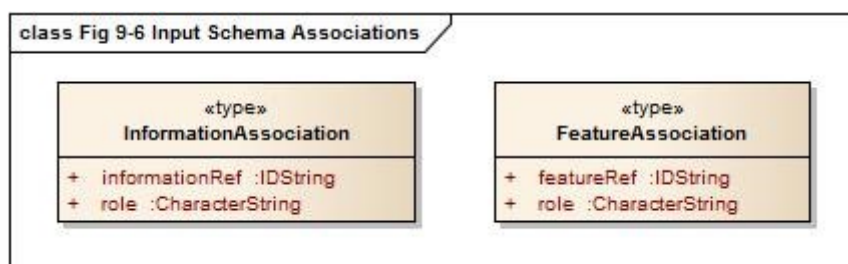 class Fig 9-6 Input Schema Associations
«type»
InformationAssociation
+ informationRef :IDString
+ role :CharacterString
«type»
FeatureAssociation
+ featureRef :IDString
+ role :CharacterString